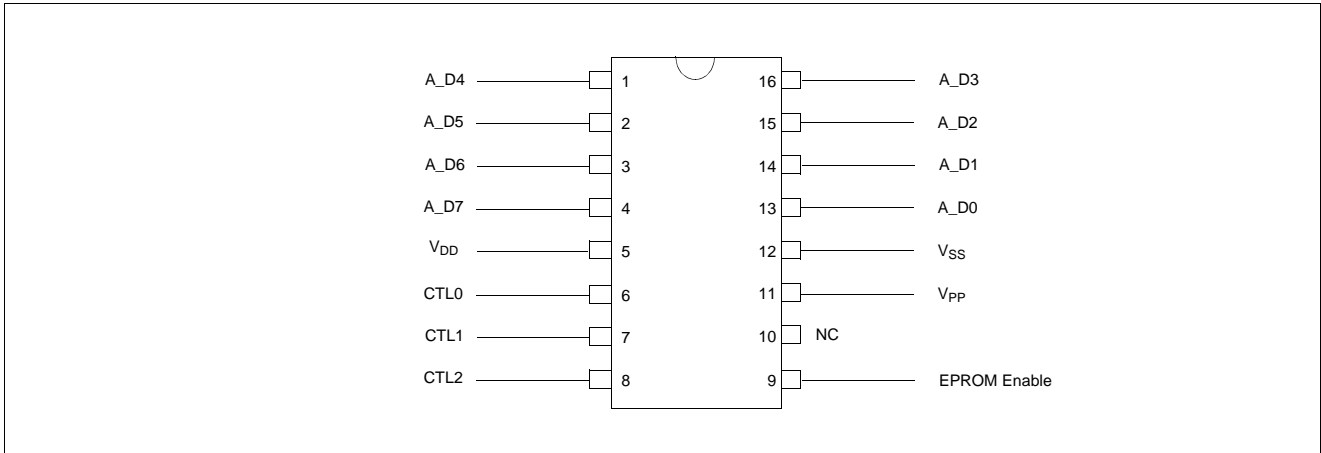 A_D4 1 16 A_D3
A_D5 2 15 A_D2
A_D6 3 14 A_D1
A_D7 4 13 A_D0
VDD 5 12 VSS
CTL0 6 11 VPP
CTL1 7 10 NC
CTL2 8 9 EPROM Enable